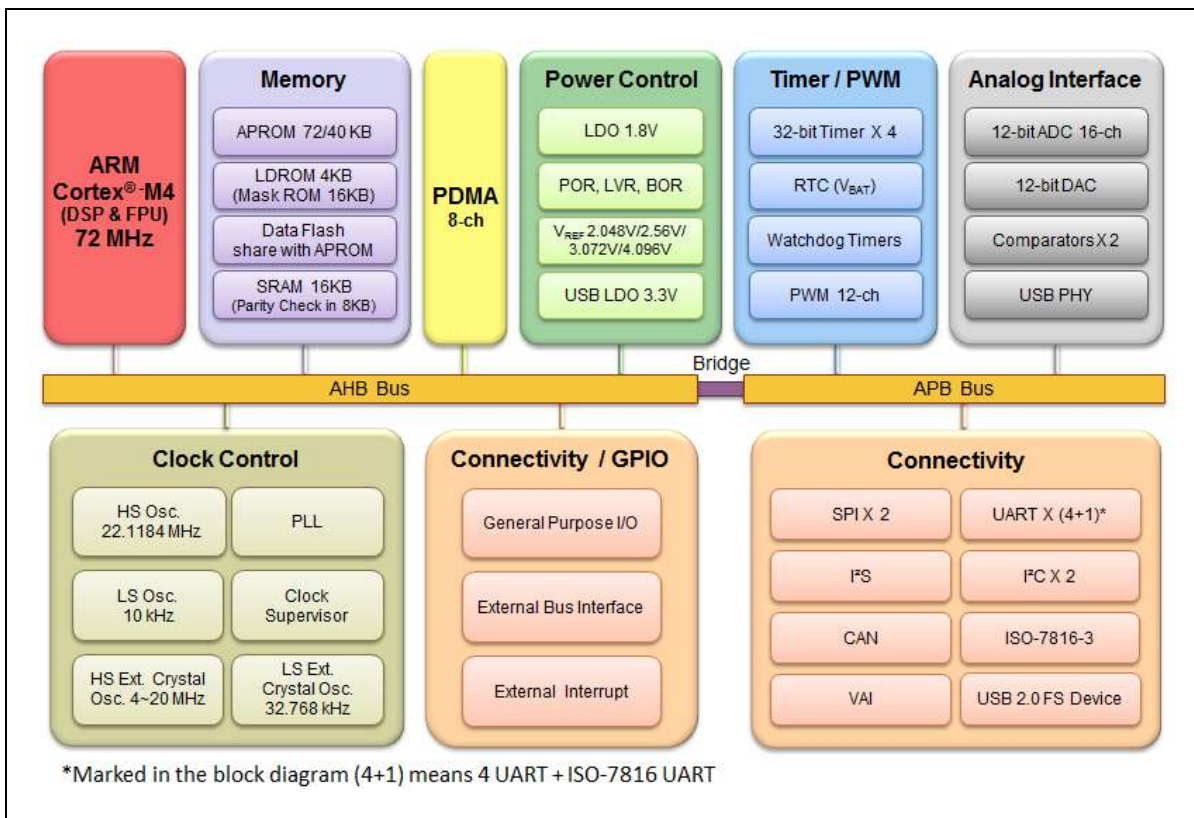 ARM
Cortex®-M4
(DSP & FPU)
72 MHz
Memory
APROM 72/40 KB
LDROM 4KB
(Mask ROM 16KB)
Data Flash
share with APROM
SRAM 16KB
(Parity Check in 8KB)
PDMA
8-ch
Power Control
LDO 1.8V
POR, LVR, BOR
VREF 2.048V/2.56V/
3.072V/4.096V
USB LDO 3.3V
Timer / PWM
32-bit Timer X 4
RTC (VBAT)
Watchdog Timers
PWM 12-ch
Analog Interface
12-bit ADC 16-ch
12-bit DAC
Comparators X 2
USB PHY
AHB Bus
Bridge
APB Bus
Clock Control
HS Osc.
22.1184 MHz
PLL
LS Osc.
10 kHz
Clock
Supervisor
HS Ext. Crystal
Osc. 4~20 MHz
LS Ext.
Crystal Osc.
32.768 kHz
Connectivity / GPIO
General Purpose I/O
External Bus Interface
External Interrupt
Connectivity
SPI X 2
UART X (4+1)*
I²S
I²C X 2
CAN
ISO-7816-3
VAI
USB 2.0 FS Device
*Marked in the block diagram (4+1) means 4 UART + ISO-7816 UART